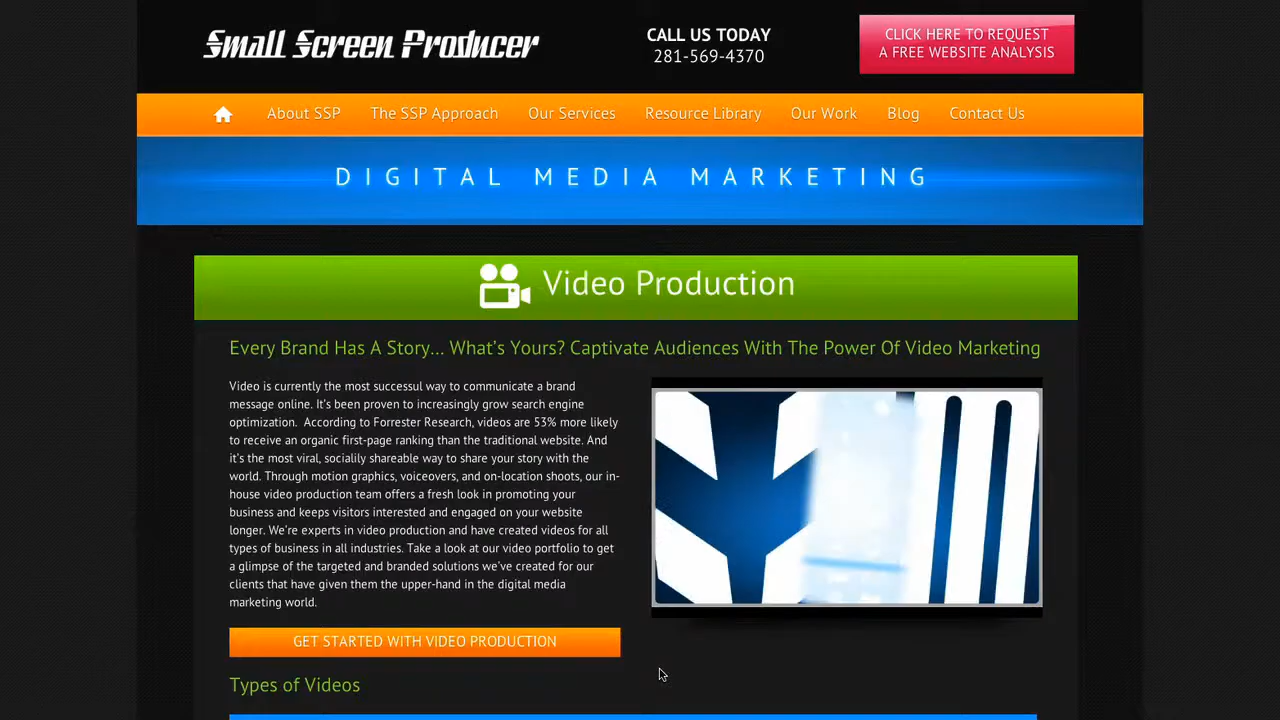 Small Screen Producer
CALL US TODAY
281-569-4370
CLICK HERE TO REQUEST
A FREE WEBSITE ANALYSIS
About SSP The SSP Approach Our Services Resource Library Our Work Blog Contact Us
DIGITAL MEDIA MARKETING
Video Production
Every Brand Has A Story... What's Yours? Captivate Audiences With The Power Of Video Marketing
Video is currently the most successul way to communicate a brand
message online. It's been proven to increasingly grow search engine
optimization. According to Forrester Research, videos are 53% more likely
to receive an organic first-page ranking than the traditional website. And
it's the most viral, socialily shareable way to share your story with the
world. Through motion graphics, voiceovers, and on-location shoots, our in-
house video production team offers a fresh look in promoting your
business and keeps visitors interested and engaged on your website
longer. We're experts in video production and have created videos for all
types of business in all industries. Take a look at our video portfolio to get
a glimpse of the targeted and branded solutions we've created for our
clients that have given them the upper-hand in the digital media
marketing world.
GET STARTED WITH VIDEO PRODUCTION
Types of Videos